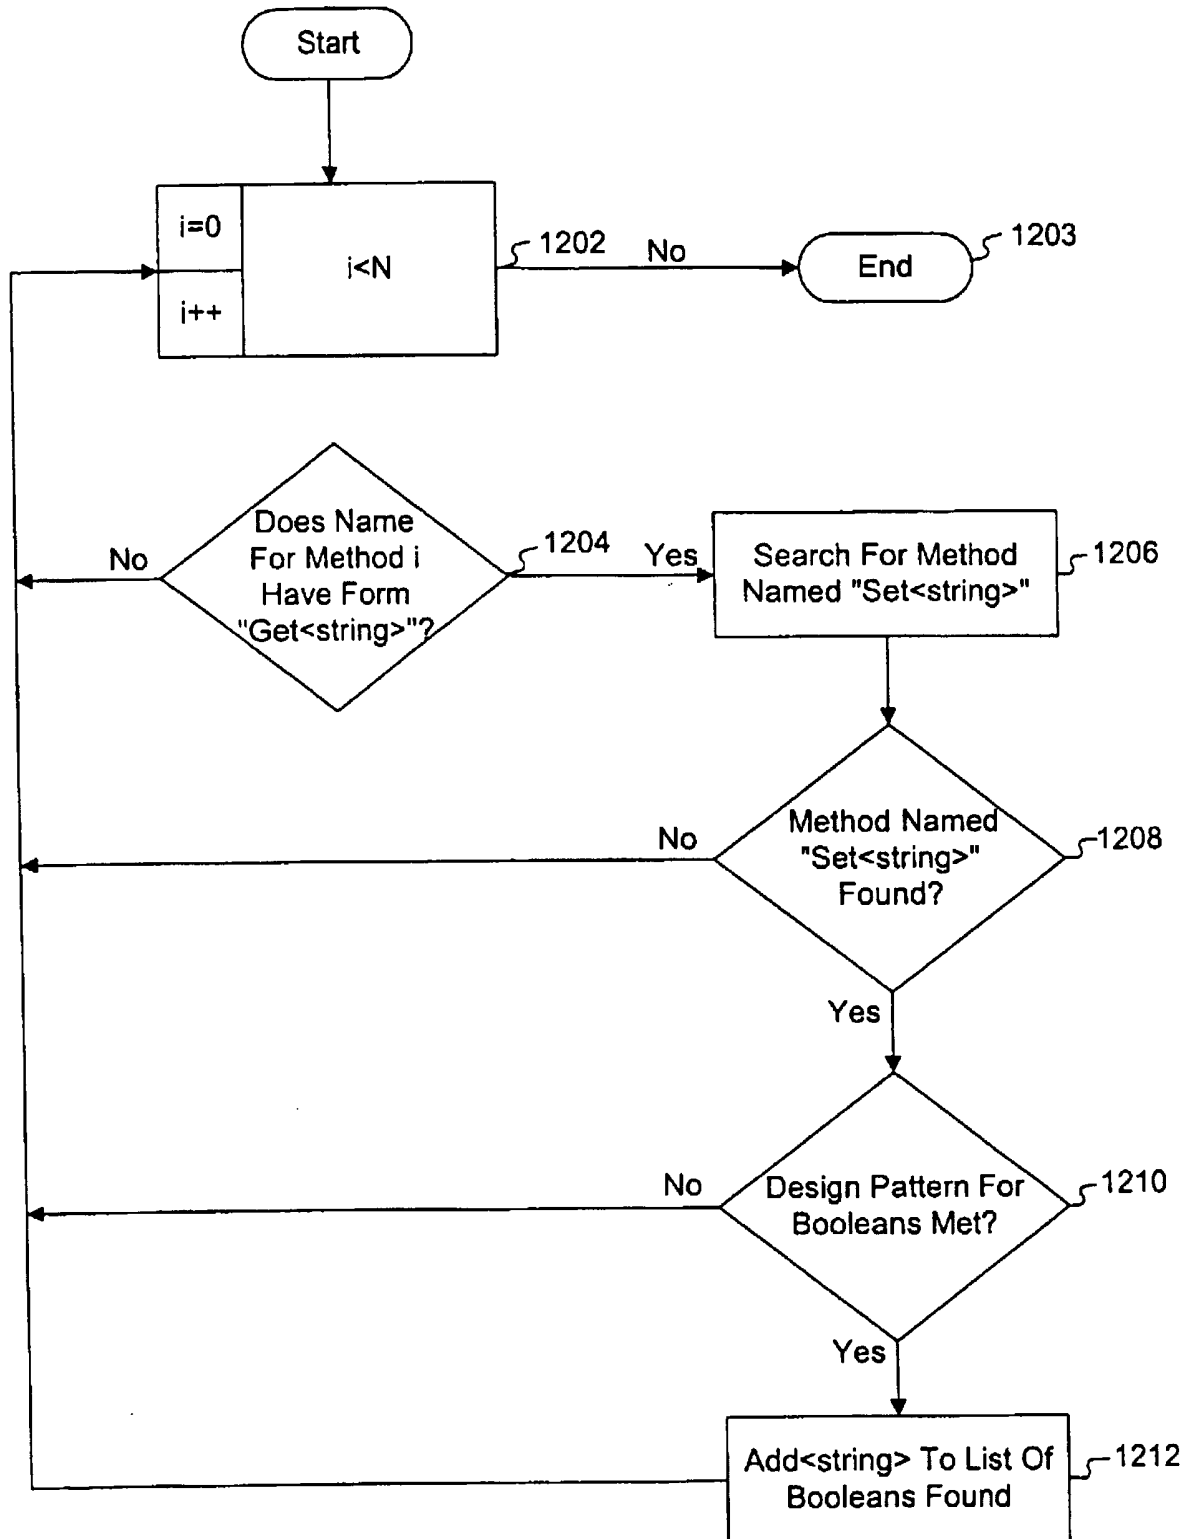 Start
i=0
i<N
i++
1202
No
End
1203
Does Name
For Method i
Have Form
"Get<string>"?
No
1204
Yes
Search For Method
Named "Set<string>"
1206
Method Named
"Set<string>"
Found?
No
1208
Yes
Design Pattern For
Booleans Met?
No
1210
Yes
Add<string> To List Of
Booleans Found
1212